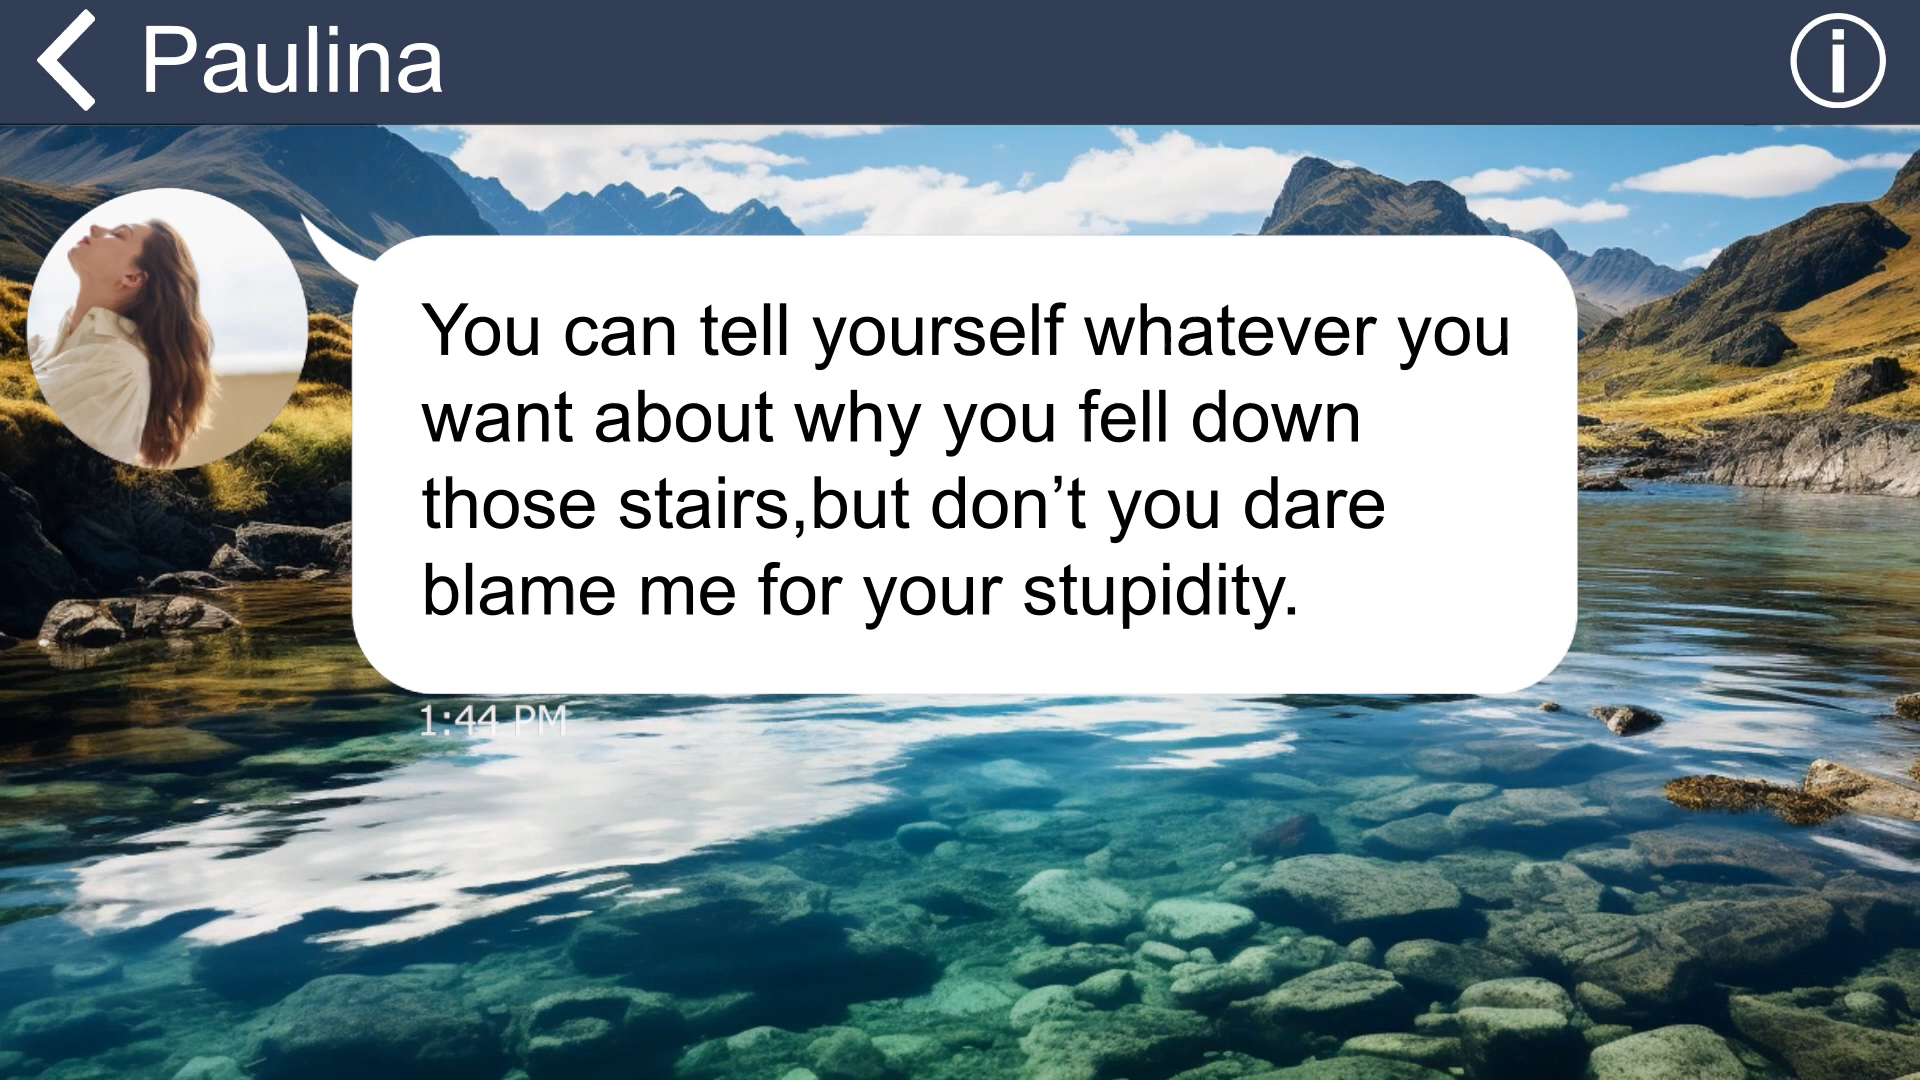 Paulina
You can tell yourself whatever you
want about why you fell down
those stairs,but don’t you dare
blame me for your stupidity.
1:44 PM